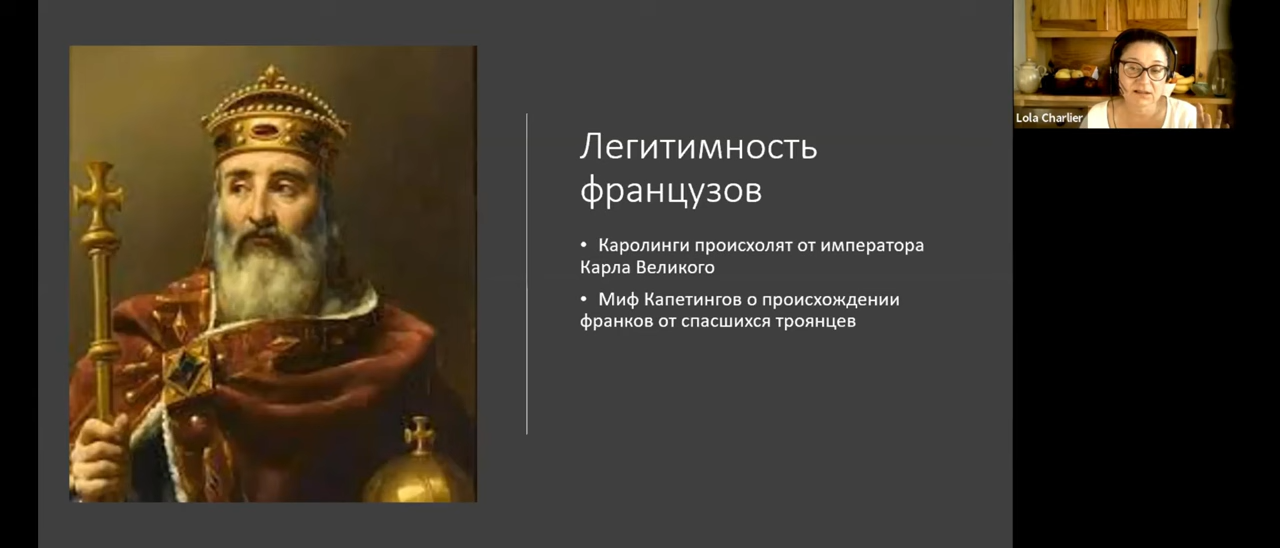 Легитимность
французов
• Каролинги происхолят от императора
Карла Великого
• Миф Капетингов о происхождении
франков от спасшихся троянцев
Lola Charlier